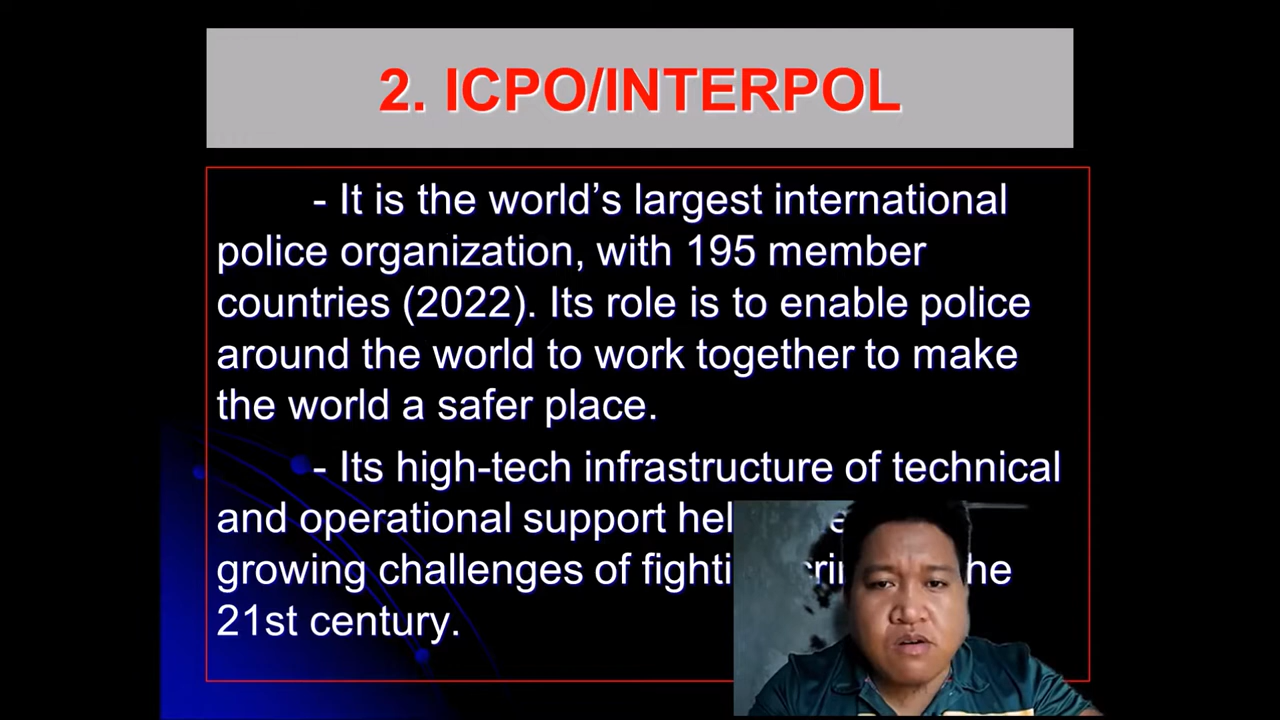 2. ICPO/INTERPOL
- It is the world’s largest international
police organization, with 195 member
countries (2022). Its role is to enable police
around the world to work together to make
the world a safer place.
- Its high-tech infrastructure of technical
and operational support
growing challenges of
21st century.